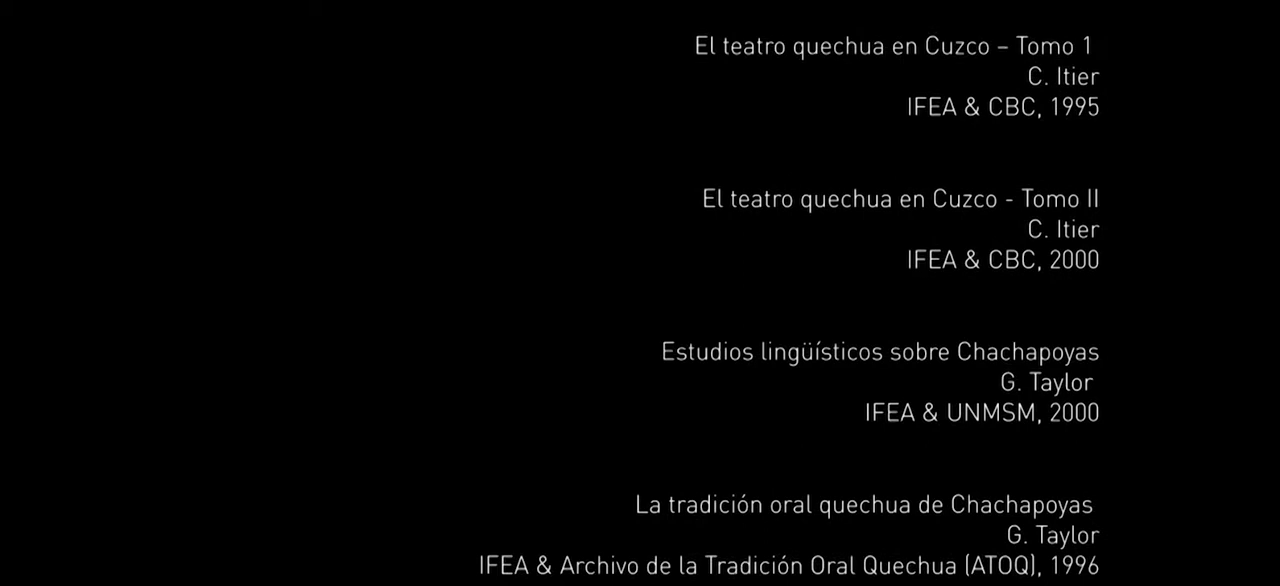 El teatro quechua en Cuzco – Tomo 1
C. Itier
IFEA & CBC, 1995
El teatro quechua en Cuzco - Tomo II
C. Itier
IFEA & CBC, 2000
Estudios lingüísticos sobre Chachapoyas
G. Taylor
IFEA & UNMSM, 2000
La tradición oral quechua de Chachapoyas
G. Taylor
IFEA & Archivo de la Tradición Oral Quechua (ATOQ), 1996